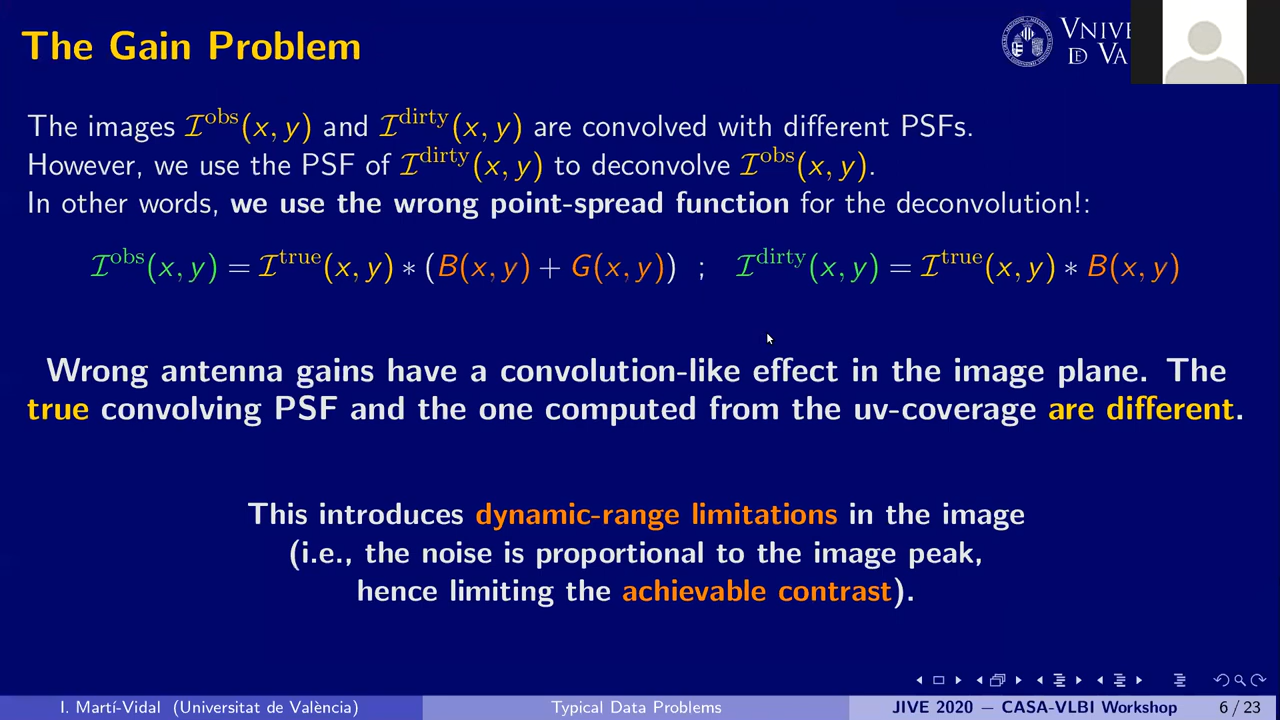 The Gain Problem
VNIVER
D VA
The images 𝓘^obs(x, y) and 𝓘^dirty(x, y) are convolved with different PSFs.
However, we use the PSF of 𝓘^dirty(x, y) to deconvolve 𝓘^obs(x, y).
In other words, we use the wrong point-spread function for the deconvolution!:
𝓘^obs(x, y) = 𝓘^true(x, y) ∗ (B(x, y) + G(x, y)) ; 𝓘^dirty(x, y) = 𝓘^true(x, y) ∗ B(x, y)
Wrong antenna gains have a convolution-like effect in the image plane. The
true convolving PSF and the one computed from the uv-coverage are different.
This introduces dynamic-range limitations in the image
(i.e., the noise is proportional to the image peak,
hence limiting the achievable contrast).
I. Martí-Vidal (Universitat de València)
Typical Data Problems
JIVE 2020 – CASA-VLBI Workshop
6 / 23